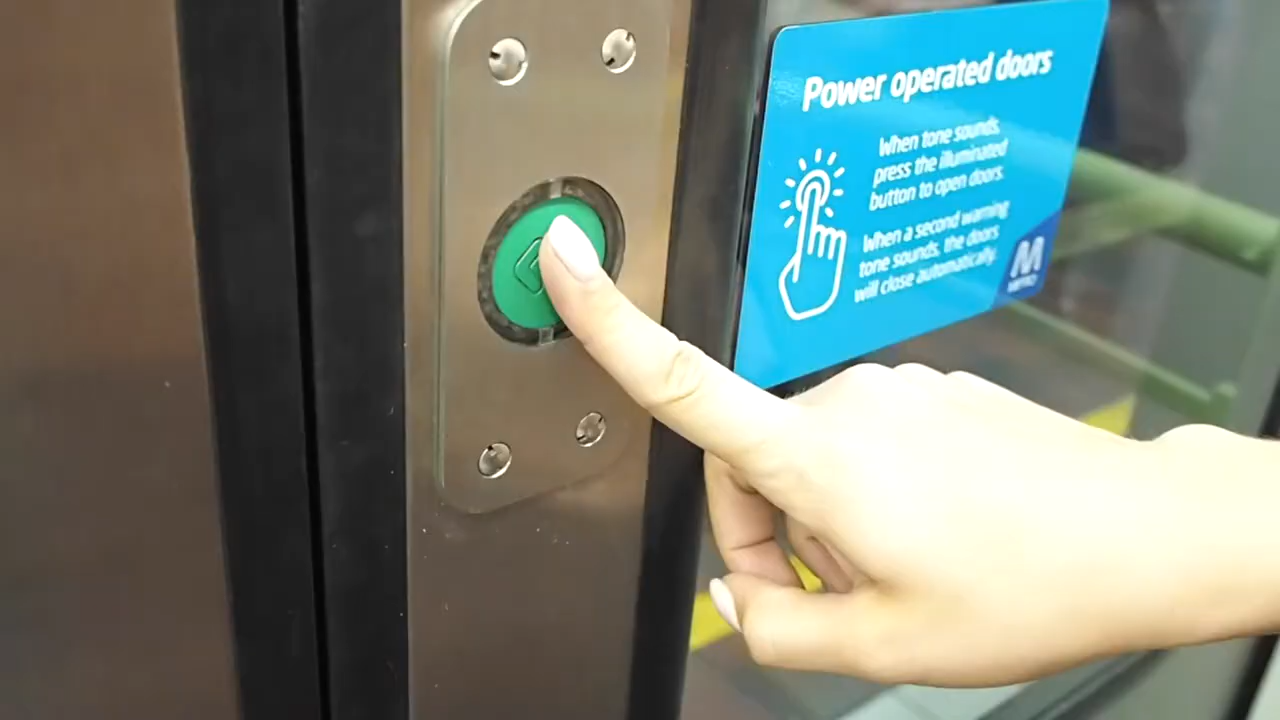 Power operated doors
When tone sounds,
press the illuminated
button to open doors.
When a second warning
tone sounds, the doors
will close automatically.
M
METRO